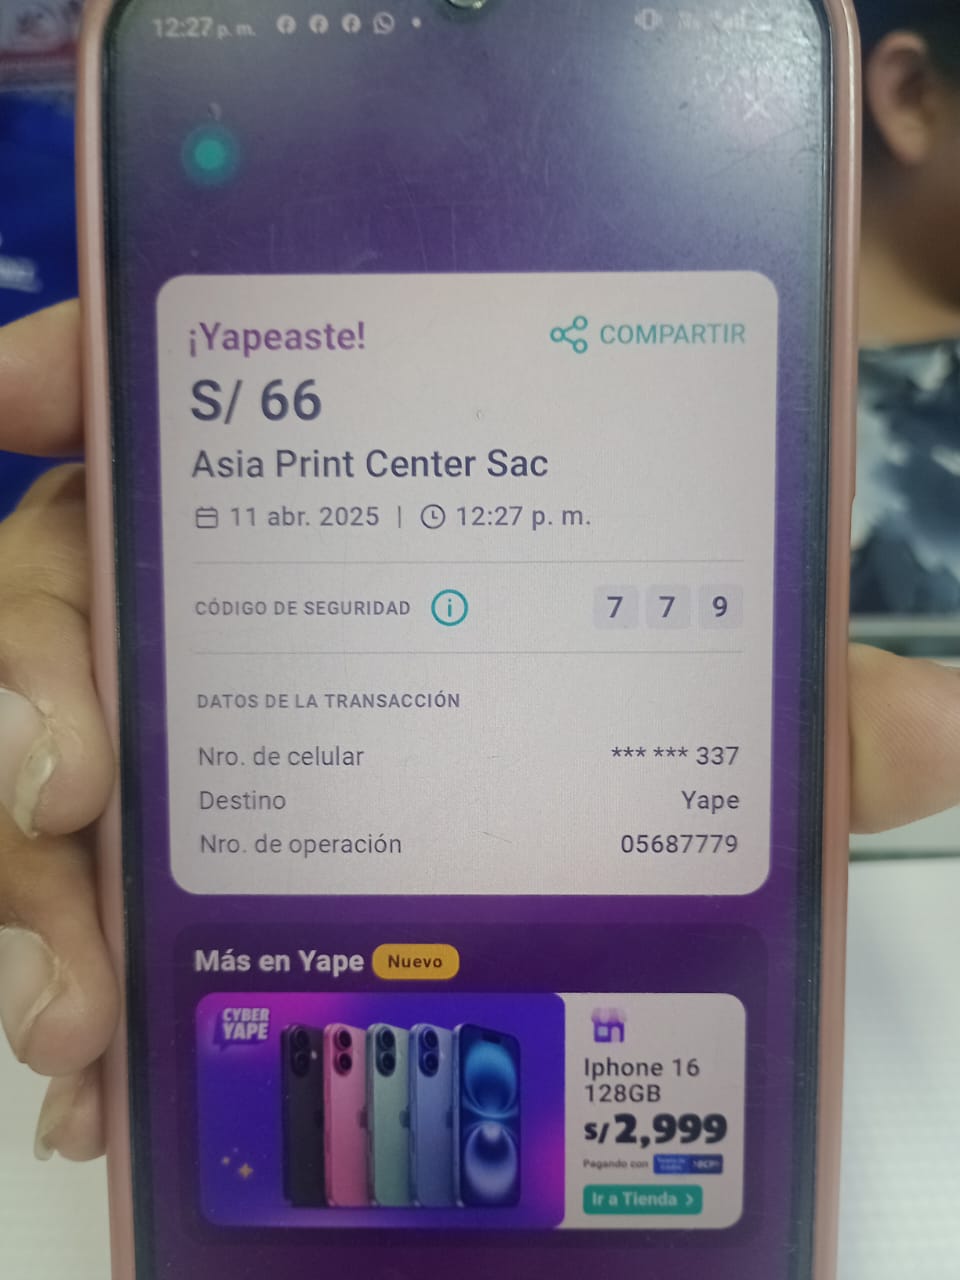 12:27 p. m.
¡Yapeaste!
COMPARTIR
S/ 66
Asia Print Center Sac
11 abr. 2025 | 12:27 p. m.
CÓDIGO DE SEGURIDAD
7 7 9
DATOS DE LA TRANSACCIÓN
Nro. de celular *** *** 337
Destino Yape
Nro. de operación 05687779
Más en Yape Nuevo
CYBER
YAPE
Iphone 16
128GB
S/2,999
Pagando con
Ir a Tienda >